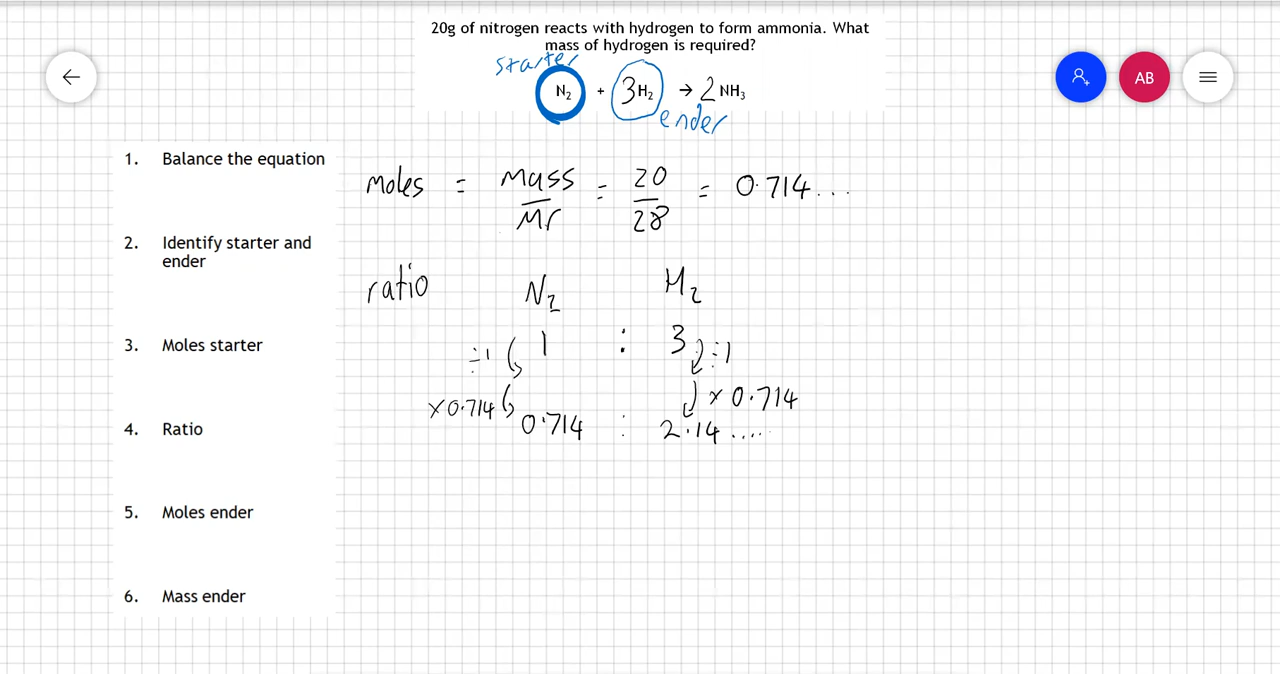 20g of nitrogen reacts with hydrogen to form ammonia. What
mass of hydrogen is required?
starter
N₂ + 3H₂ → 2 NH₃
ender
AB
1. Balance the equation
moles = mass/Mr = 20/28 = 0.714...
2. Identify starter and
ender
ratio N₂ H₂
3. Moles starter
1 : 3
÷1 ÷1
×0.714 ×0.714
4. Ratio
0.714 : 2.14....
5. Moles ender
6. Mass ender